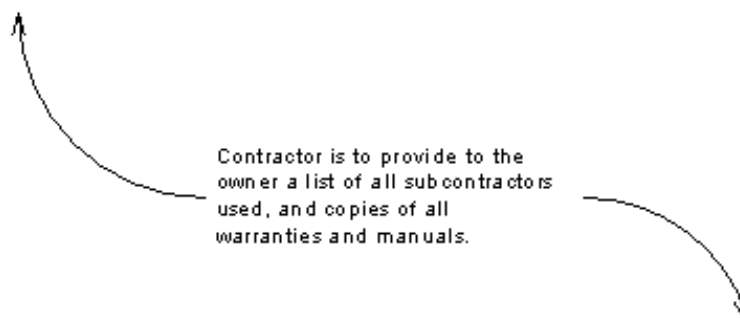 Contractor is to provide to the
owner a list of all subcontractors
used, and copies of all
warranties and manuals.